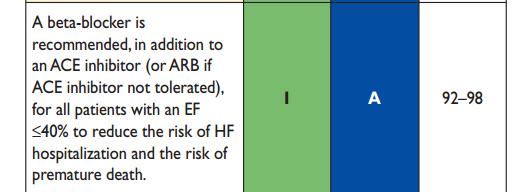 A beta-blocker is
recommended, in addition to
an ACE inhibitor (or ARB if
ACE inhibitor not tolerated),
for all patients with an EF
≤40% to reduce the risk of HF
hospitalization and the risk of
premature death.
I
A
92–98